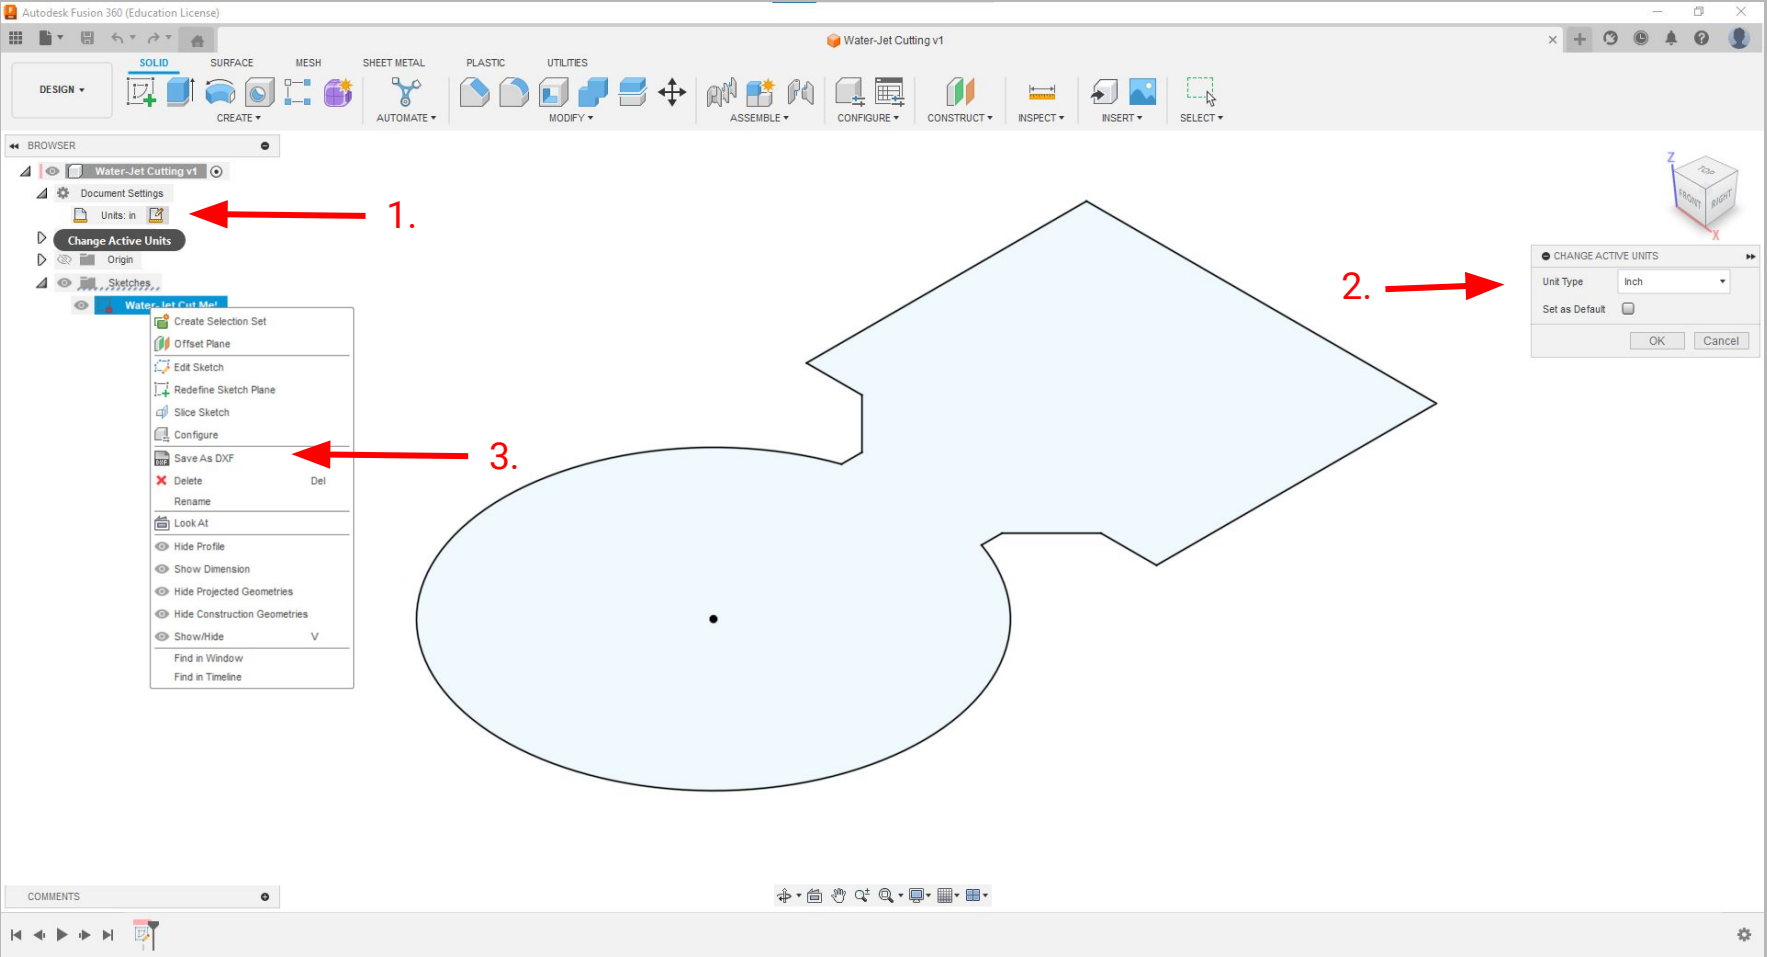 Autodesk Fusion 360 (Education License)
Water-Jet Cutting v1
SOLID SURFACE MESH SHEET METAL PLASTIC UTILITIES
DESIGN
CREATE AUTOMATE MODIFY ASSEMBLE CONFIGURE CONSTRUCT INSPECT INSERT SELECT
BROWSER
Water-Jet Cutting v1
Document Settings
Units: in
1.
Change Active Units
Origin
Sketches
Water-Jet Cut Me!
Create Selection Set
Offset Plane
Edit Sketch
Redefine Sketch Plane
Slice Sketch
Configure
Save As DXF
3.
Delete Del
Rename
Look At
Hide Profile
Show Dimension
Hide Projected Geometries
Hide Construction Geometries
Show/Hide V
Find in Window
Find in Timeline
Z
TOP
FRONT
RIGHT
X
CHANGE ACTIVE UNITS
2.
Unit Type Inch
Set as Default
OK Cancel
COMMENTS